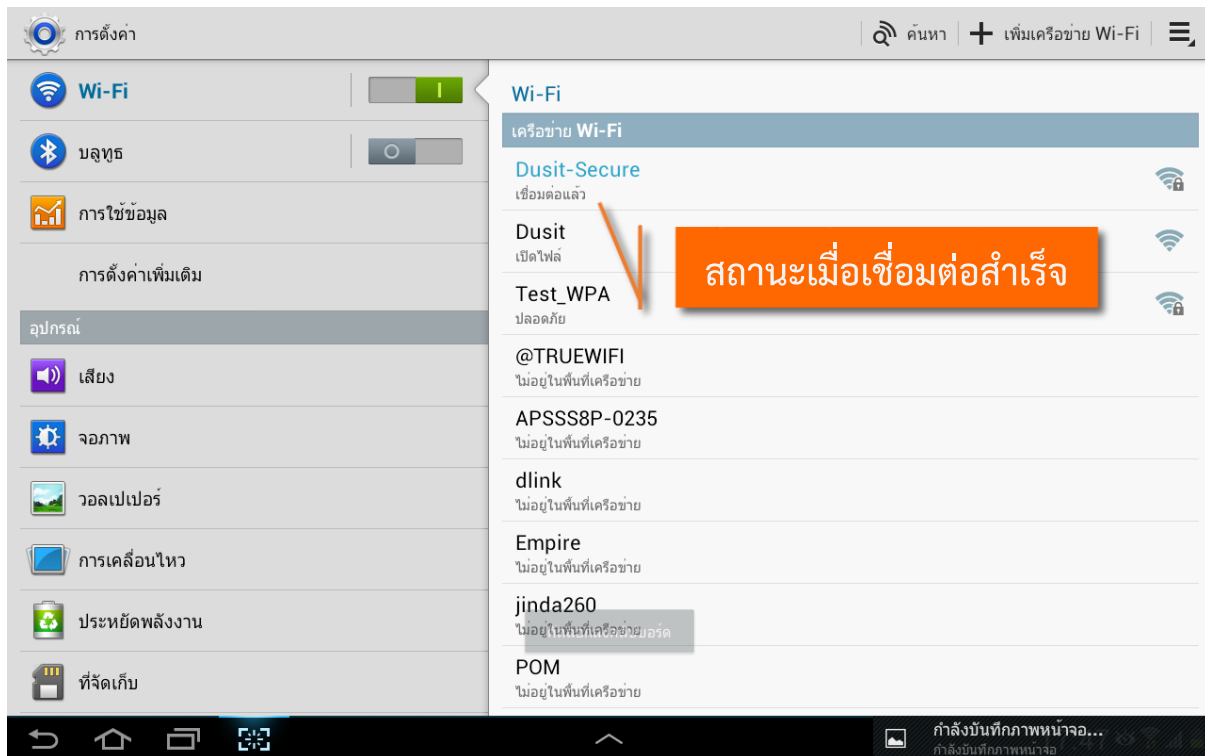 การตั้งค่า
ค้นหา
เพิ่มเครือข่าย Wi-Fi
Wi-Fi
บลูทูธ
การใช้ข้อมูล
การตั้งค่าเพิ่มเติม
อุปกรณ์
เสียง
จอภาพ
วอลเปเปอร์
การเคลื่อนไหว
ประหยัดพลังงาน
ที่จัดเก็บ
Wi-Fi
เครือข่าย Wi-Fi
Dusit-Secure
เชื่อมต่อแล้ว
Dusit
เปิดไฟล์
สถานะเมื่อเชื่อมต่อสำเร็จ
Test_WPA
ปลอดภัย
@TRUEWIFI
ไม่อยู่ในพื้นที่เครือข่าย
APSSS8P-0235
ไม่อยู่ในพื้นที่เครือข่าย
dlink
ไม่อยู่ในพื้นที่เครือข่าย
Empire
ไม่อยู่ในพื้นที่เครือข่าย
jinda260
ไม่อยู่ในพื้นที่เครือข่าย
POM
ไม่อยู่ในพื้นที่เครือข่าย
กำลังบันทึกภาพหน้าจอ...
กำลังบันทึกภาพหน้าจอ